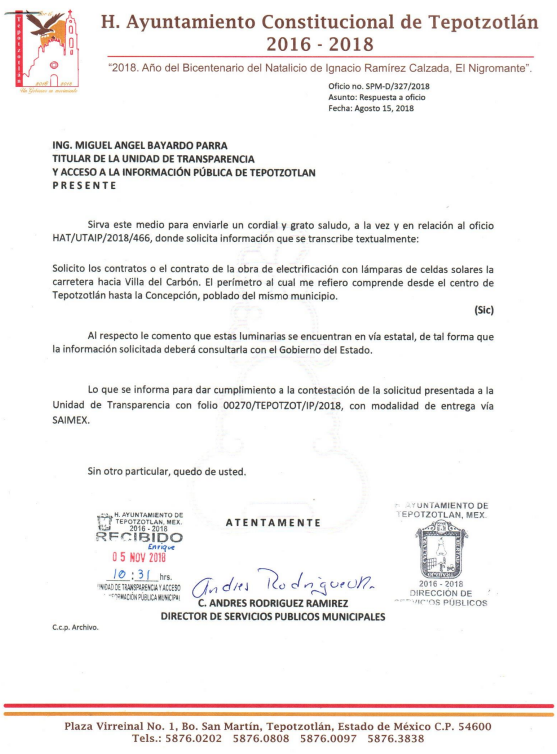 H. Ayuntamiento Constitucional de Tepotzotlán
2016 - 2018
"2018. Año del Bicentenario del Natalicio de Ignacio Ramírez Calzada, El Nigromante".
Oficio no. SPM-D/327/2018
Asunto: Respuesta a oficio
Fecha: Agosto 15, 2018
ING. MIGUEL ANGEL BAYARDO PARRA
TITULAR DE LA UNIDAD DE TRANSPARENCIA
Y ACCESO A LA INFORMACIÓN PÚBLICA DE TEPOTZOTLAN
P R E S E N T E
Sirva este medio para enviarle un cordial y grato saludo, a la vez y en relación al oficio
HAT/UTAIP/2018/466, donde solicita información que se transcribe textualmente:
Solicito los contratos o el contrato de la obra de electrificación con lámparas de celdas solares la
carretera hacia Villa del Carbón. El perímetro al cual me refiero comprende desde el centro de
Tepotzotlán hasta la Concepción, poblado del mismo municipio.
(Sic)
Al respecto le comento que estas luminarias se encuentran en vía estatal, de tal forma que
la información solicitada deberá consultarla con el Gobierno del Estado.
Lo que se informa para dar cumplimiento a la contestación de la solicitud presentada a la
Unidad de Transparencia con folio 00270/TEPOTZOT/IP/2018, con modalidad de entrega vía
SAIMEX.
Sin otro particular, quedo de usted.
H. AYUNTAMIENTO DE
TEPOTZOTLAN, MEX.
2016 - 2018
RECIBIDO
Enrique
05 NOV 2018
10:31 hrs.
UNIDAD DE TRANSPARENCIA Y ACCESO
INFORMACIÓN PÚBLICA MUNICIPAL
A T E N T A M E N T E
Andres Rodriguez R.
C. ANDRES RODRIGUEZ RAMIREZ
DIRECTOR DE SERVICIOS PUBLICOS MUNICIPALES
AYUNTAMIENTO DE
TEPOTZOTLAN, MEX.
2016 - 2018
DIRECCIÓN DE
SERVICIOS PÚBLICOS
C.c.p. Archivo.
Plaza Virreinal No. 1, Bo. San Martín, Tepotzotlán, Estado de México C.P. 54600
Tels.: 5876.0202 5876.0808 5876.0097 5876.3838